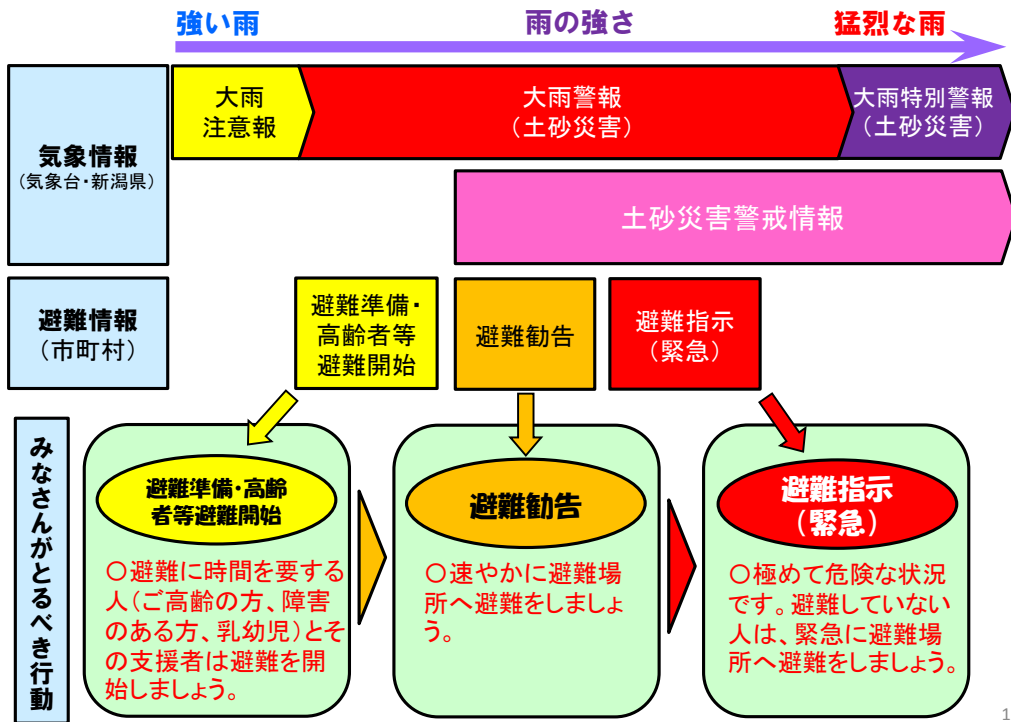 強い雨
雨の強さ
猛烈な雨
気象情報
(気象台・新潟県)
大雨
注意報
大雨警報
(土砂災害)
大雨特別警報
(土砂災害)
土砂災害警戒情報
避難情報
(市町村)
避難準備・
高齢者等
避難開始
避難勧告
避難指示
(緊急)
みなさんがとるべき行動
避難準備・高齢
者等避難開始
○避難に時間を要する
人(ご高齢の方、障害
のある方、乳幼児)とそ
の支援者は避難を開
始しましょう。
避難勧告
○速やかに避難場
所へ避難をしましょ
う。
避難指示
(緊急)
○極めて危険な状況
です。避難していない
人は、緊急に避難場
所へ避難をしましょう。
1